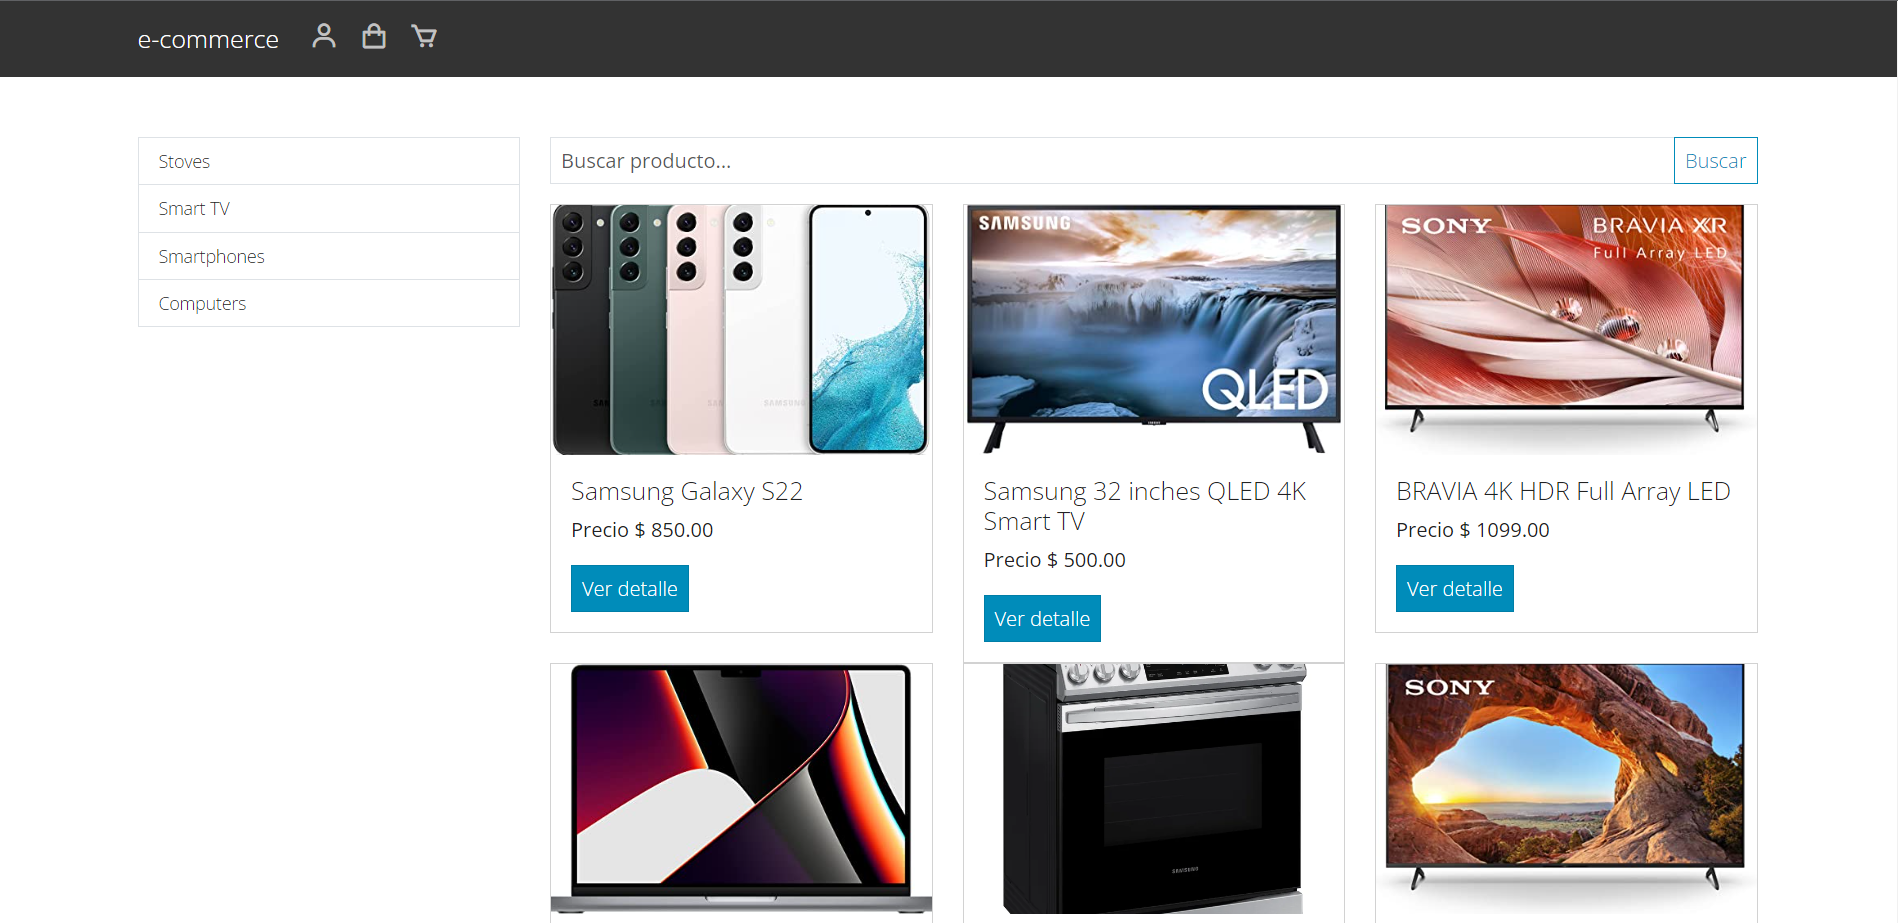 e-commerce
Stoves
Smart TV
Smartphones
Computers
Buscar producto...
Buscar
SAMSUNG
SAMSUNG
QLED
SONY
BRAVIA XR
Full Array LED
Samsung Galaxy S22
Precio $ 850.00
Ver detalle
Samsung 32 inches QLED 4K
Smart TV
Precio $ 500.00
Ver detalle
BRAVIA 4K HDR Full Array LED
Precio $ 1099.00
Ver detalle
SAMSUNG
SONY